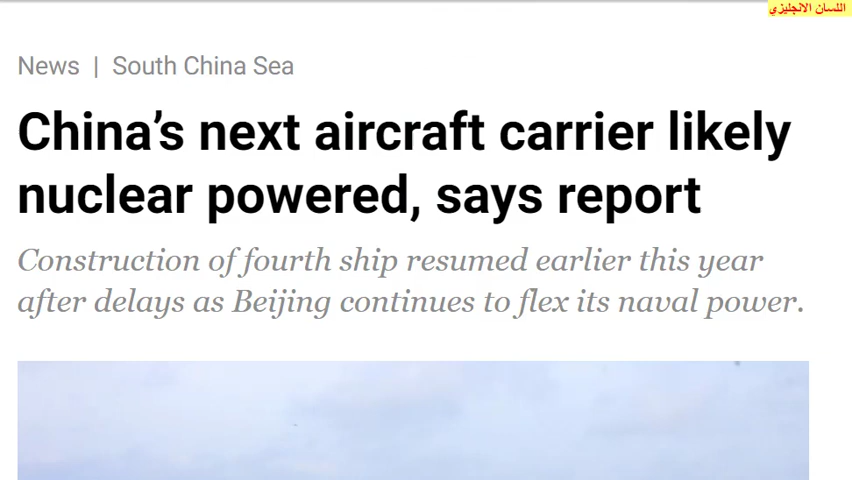 اللسان الانجليزي
News | South China Sea
China’s next aircraft carrier likely
nuclear powered, says report
Construction of fourth ship resumed earlier this year
after delays as Beijing continues to flex its naval power.